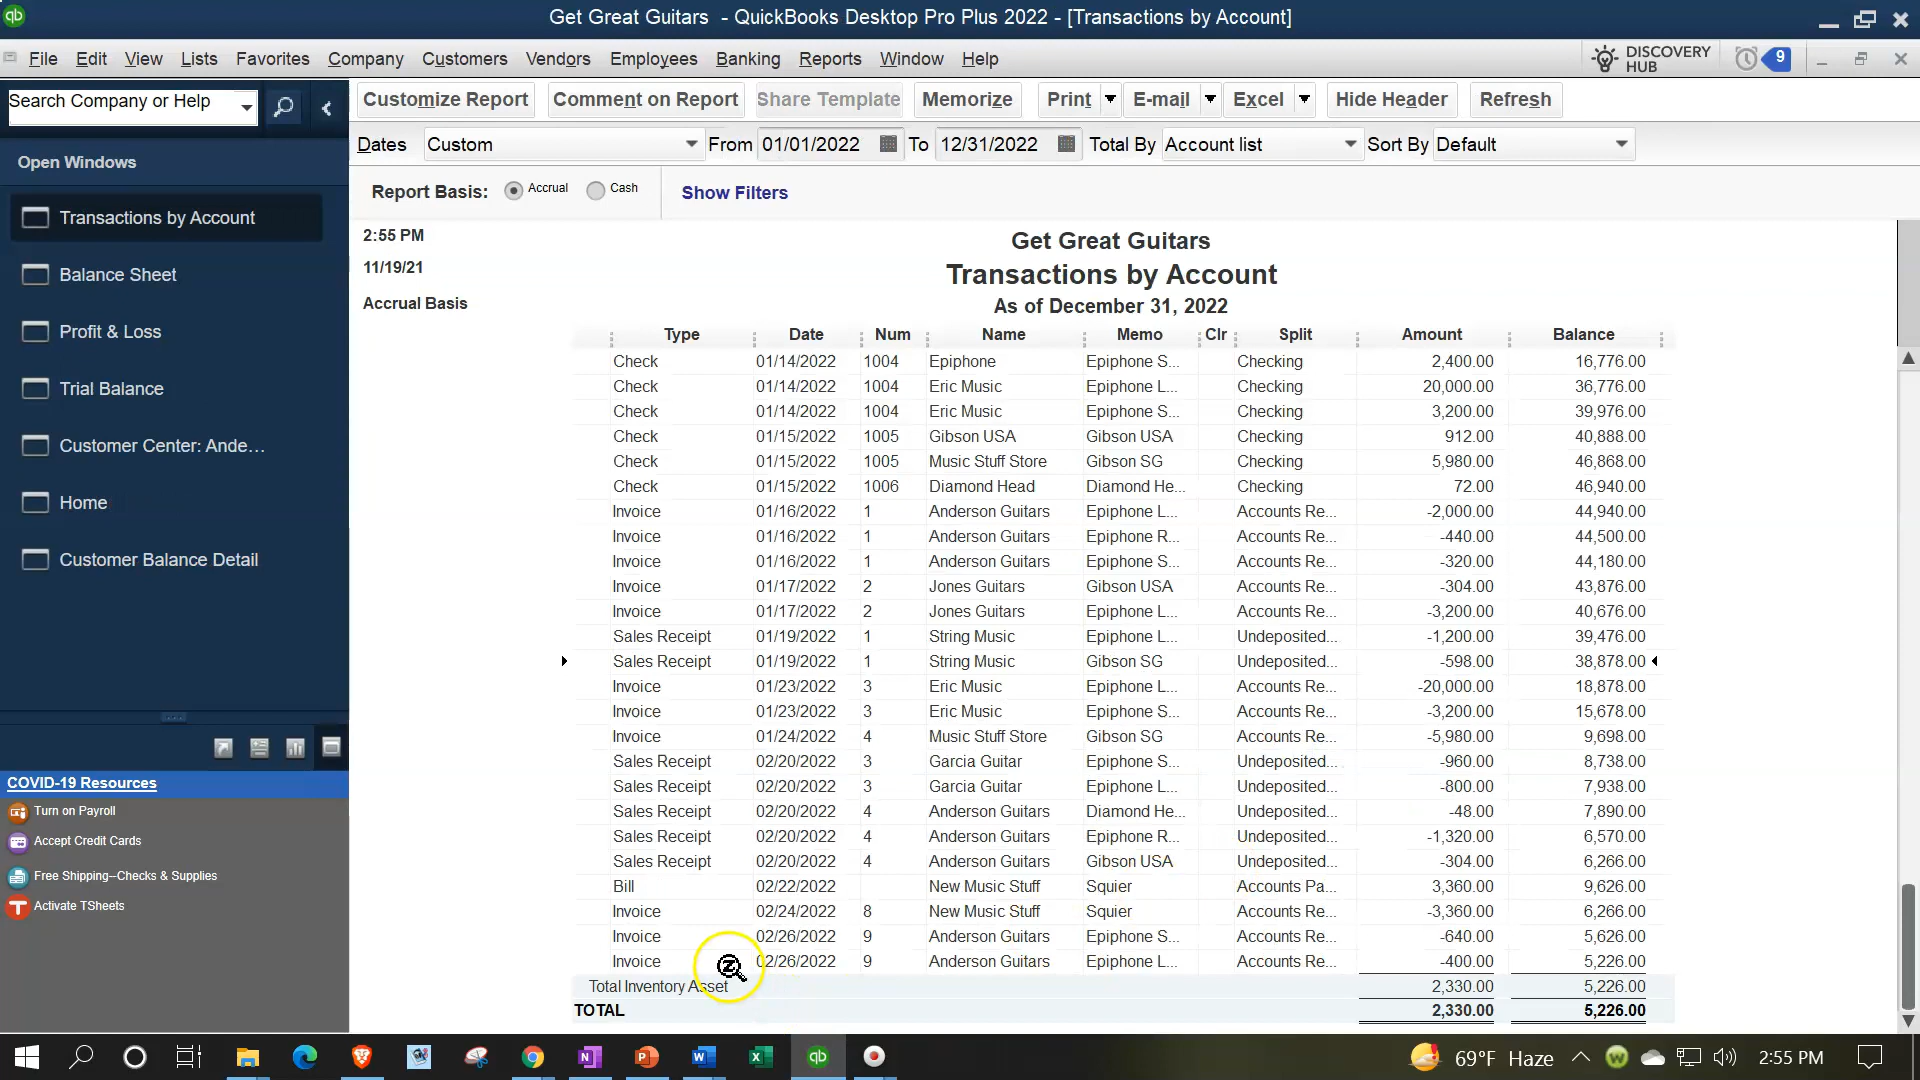 Get Great Guitars - QuickBooks Desktop Pro Plus 2022 - [Transactions by Account]
File Edit View Lists Favorites Company Customers Vendors Employees Banking Reports Window Help
DISCOVERY HUB 9
Search Company or Help
Customize Report Comment on Report Share Template Memorize Print E-mail Excel Hide Header Refresh
Dates Custom From 01/01/2022 To 12/31/2022 Total By Account list Sort By Default
Report Basis: Accrual Cash Show Filters
Open Windows
Transactions by Account
Balance Sheet
Profit & Loss
Trial Balance
Customer Center: Ande...
Home
Customer Balance Detail
COVID-19 Resources
Turn on Payroll
Accept Credit Cards
Free Shipping--Checks & Supplies
Activate TSheets
2:55 PM
11/19/21
Accrual Basis
Get Great Guitars
Transactions by Account
As of December 31, 2022
Type Date Num Name Memo Clr Split Amount Balance
Check 01/14/2022 1004 Epiphone Epiphone S... Checking 2,400.00 16,776.00
Check 01/14/2022 1004 Eric Music Epiphone L... Checking 20,000.00 36,776.00
Check 01/14/2022 1004 Eric Music Epiphone S... Checking 3,200.00 39,976.00
Check 01/15/2022 1005 Gibson USA Gibson USA Checking 912.00 40,888.00
Check 01/15/2022 1005 Music Stuff Store Gibson SG Checking 5,980.00 46,868.00
Check 01/15/2022 1006 Diamond Head Diamond He... Checking 72.00 46,940.00
Invoice 01/16/2022 1 Anderson Guitars Epiphone L... Accounts Re... -2,000.00 44,940.00
Invoice 01/16/2022 1 Anderson Guitars Epiphone R... Accounts Re... -440.00 44,500.00
Invoice 01/16/2022 1 Anderson Guitars Epiphone S... Accounts Re... -320.00 44,180.00
Invoice 01/17/2022 2 Jones Guitars Gibson USA Accounts Re... -304.00 43,876.00
Invoice 01/17/2022 2 Jones Guitars Epiphone L... Accounts Re... -3,200.00 40,676.00
Sales Receipt 01/19/2022 1 String Music Epiphone L... Undeposited... -1,200.00 39,476.00
Sales Receipt 01/19/2022 1 String Music Gibson SG Undeposited... -598.00 38,878.00
Invoice 01/23/2022 3 Eric Music Epiphone L... Accounts Re... -20,000.00 18,878.00
Invoice 01/23/2022 3 Eric Music Epiphone S... Accounts Re... -3,200.00 15,678.00
Invoice 01/24/2022 4 Music Stuff Store Gibson SG Accounts Re... -5,980.00 9,698.00
Sales Receipt 02/20/2022 3 Garcia Guitar Epiphone S... Undeposited... -960.00 8,738.00
Sales Receipt 02/20/2022 3 Garcia Guitar Epiphone L... Undeposited... -800.00 7,938.00
Sales Receipt 02/20/2022 4 Anderson Guitars Diamond He... Undeposited... -48.00 7,890.00
Sales Receipt 02/20/2022 4 Anderson Guitars Epiphone R... Undeposited... -1,320.00 6,570.00
Sales Receipt 02/20/2022 4 Anderson Guitars Gibson USA Undeposited... -304.00 6,266.00
Bill 02/22/2022 New Music Stuff Squier Accounts Pa... 3,360.00 9,626.00
Invoice 02/24/2022 8 New Music Stuff Squier Accounts Re... -3,360.00 6,266.00
Invoice 02/26/2022 9 Anderson Guitars Epiphone S... Accounts Re... -640.00 5,626.00
Invoice 02/26/2022 9 Anderson Guitars Epiphone L... Accounts Re... -400.00 5,226.00
Total Inventory Asset 2,330.00 5,226.00
TOTAL 2,330.00 5,226.00
69°F Haze 2:55 PM